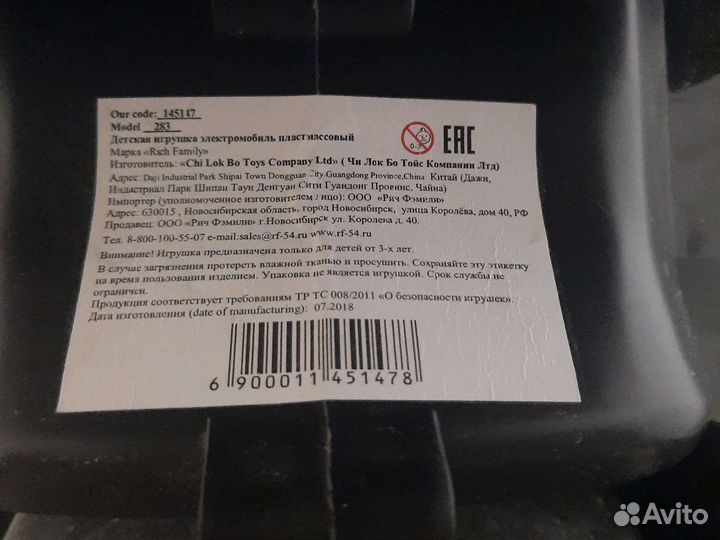 Our code: 145147
Model 283
Детская игрушка электромобиль пластмассовый
Марка «Rich Family»
Изготовитель: «Chi Lok Bo Toys Company Ltd» ( Чи Лок Бо Тойс Компании Лтд)
Адрес: Daji Industrial Park Shipai Town Dongguan City Guangdong Province,China Китай (Дажи,
Индастриал Парк Шипаи Таун Денгуан Сити Гуандонг Провинс, Чайна)
Импортер (уполномоченное изготовителем лицо): ООО «Рич Фэмили»
Адрес: 630015 , Новосибирская область, город Новосибирск, улица Королёва, дом 40, РФ
Продавец: ООО «Рич Фэмили» г.Новосибирск ул. Королева д. 40.
Тел. 8-800-100-55-07 e-mail:sales@rf-54.ru www.rf-54.ru
Внимание! Игрушка предназначена только для детей от 3-х лет.
В случае загрязнения протереть влажной тканью и просушить. Сохраняйте эту этикетку
на время пользования изделием. Упаковка не является игрушкой. Срок службы не
ограничен.
Продукция соответствует требованиям ТР ТС 008/2011 «О безопасности игрушек».
Дата изготовления (date of manufacturing): 07.2018
0-3
EAC
6 900011 451478
Avito